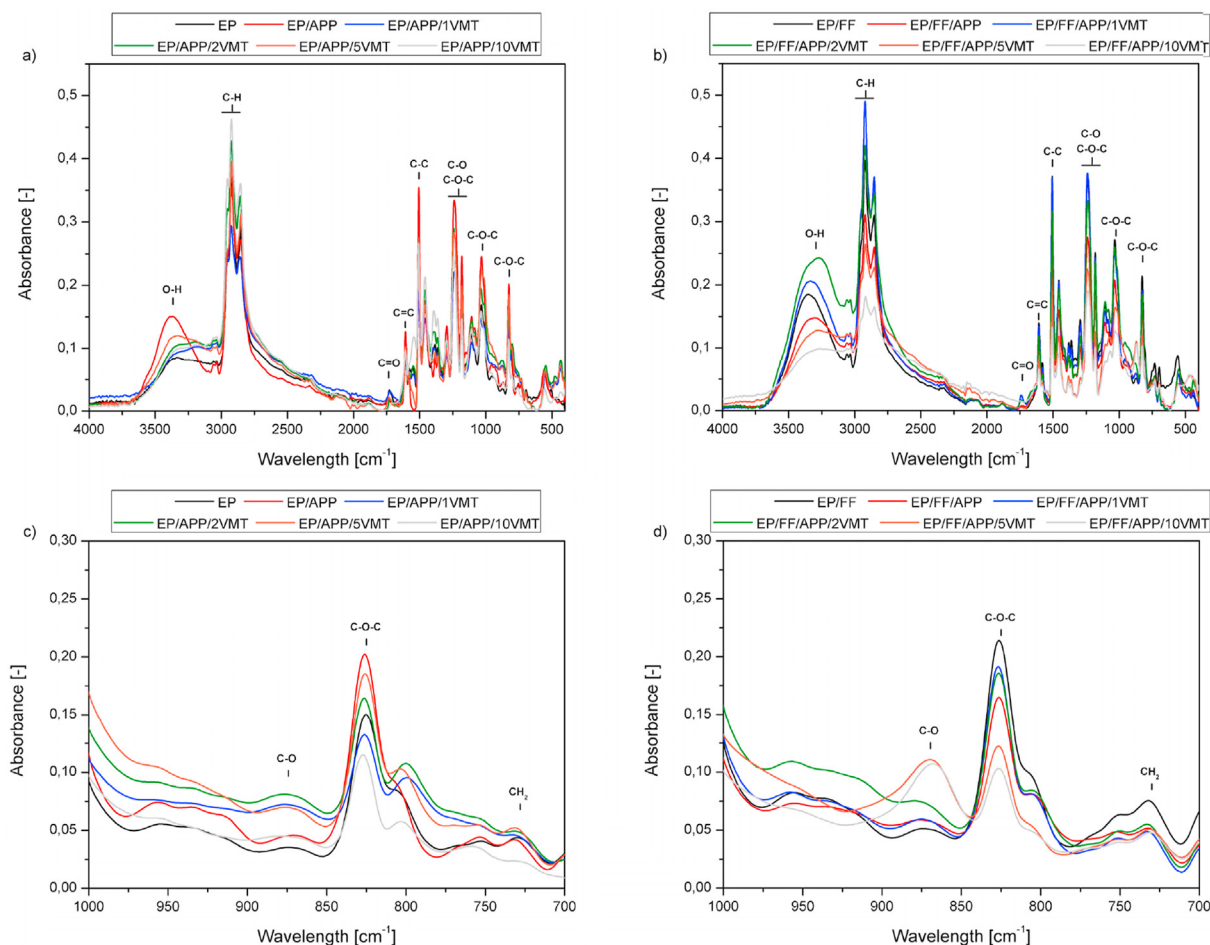 EP EP/APP EP/APP/1VMT
EP/APP/2VMT EP/APP/5VMT EP/APP/10VMT
a)
0,5
0,4
0,3
0,2
0,1
0,0
Absorbance [-]
O-H
C-H
C=O
C=C
C-C
C-O
C-O-C
C-O-C
C-O-C
4000 3500 3000 2500 2000 1500 1000 500
Wavelength [cm-1]
EP/FF EP/FF/APP EP/FF/APP/1VMT
EP/FF/APP/2VMT EP/FF/APP/5VMT EP/FF/APP/10VMT
b)
0,5
0,4
0,3
0,2
0,1
0,0
Absorbance [-]
O-H
C-H
C=O
C=C
C-C
C-O
C-O-C
C-O-C
C-O-C
4000 3500 3000 2500 2000 1500 1000 500
Wavelength [cm-1]
EP EP/APP EP/APP/1VMT
EP/APP/2VMT EP/APP/5VMT EP/APP/10VMT
c)
0,30
0,25
0,20
0,15
0,10
0,05
0,00
Absorbance [-]
C-O
C-O-C
CH2
1000 950 900 850 800 750 700
Wavelength [cm-1]
EP/FF EP/FF/APP EP/FF/APP/1VMT
EP/FF/APP/2VMT EP/FF/APP/5VMT EP/FF/APP/10VMT
d)
0,30
0,25
0,20
0,15
0,10
0,05
0,00
Absorbance [-]
C-O
C-O-C
CH2
1000 950 900 850 800 750 700
Wavelength [cm-1]